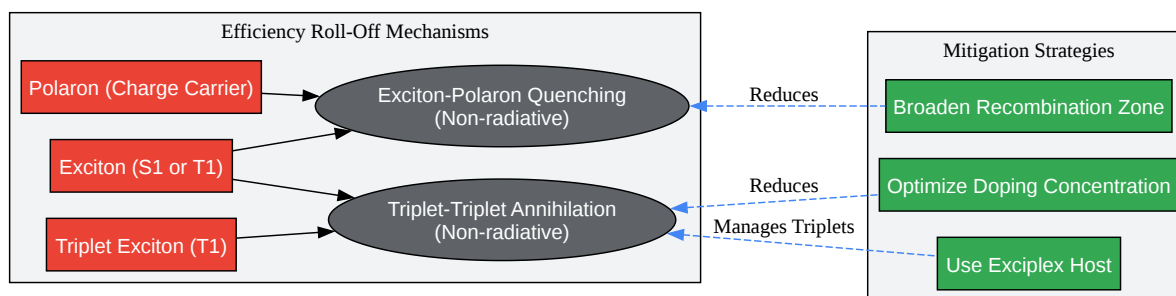 Efficiency Roll-Off Mechanisms
Polaron (Charge Carrier)
Exciton (S1 or T1)
Triplet Exciton (T1)
Exciton-Polaron Quenching
(Non-radiative)
Triplet-Triplet Annihilation
(Non-radiative)
Reduces
Reduces
Manages Triplets
Mitigation Strategies
Broaden Recombination Zone
Optimize Doping Concentration
Use Exciplex Host